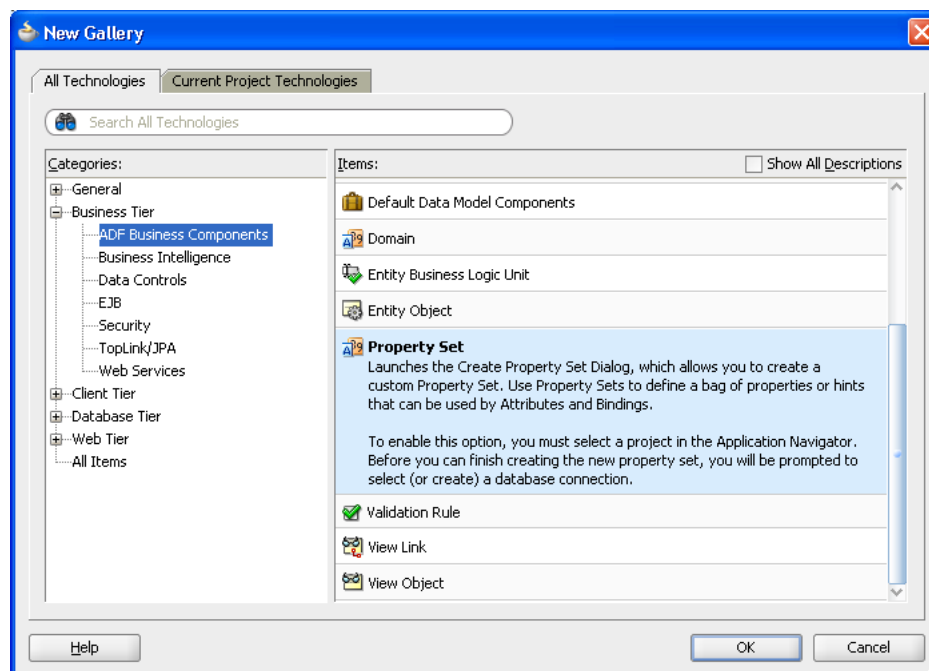 New Gallery
All Technologies
Current Project Technologies
Search All Technologies
Categories:
General
Business Tier
ADF Business Components
Business Intelligence
Data Controls
EJB
Security
TopLink/JPA
Web Services
Client Tier
Database Tier
Web Tier
All Items
Items:
Show All Descriptions
Default Data Model Components
Domain
Entity Business Logic Unit
Entity Object
Property Set
Launches the Create Property Set Dialog, which allows you to create a
custom Property Set. Use Property Sets to define a bag of properties or hints
that can be used by Attributes and Bindings.
To enable this option, you must select a project in the Application Navigator.
Before you can finish creating the new property set, you will be prompted to
select (or create) a database connection.
Validation Rule
View Link
View Object
Help
OK
Cancel